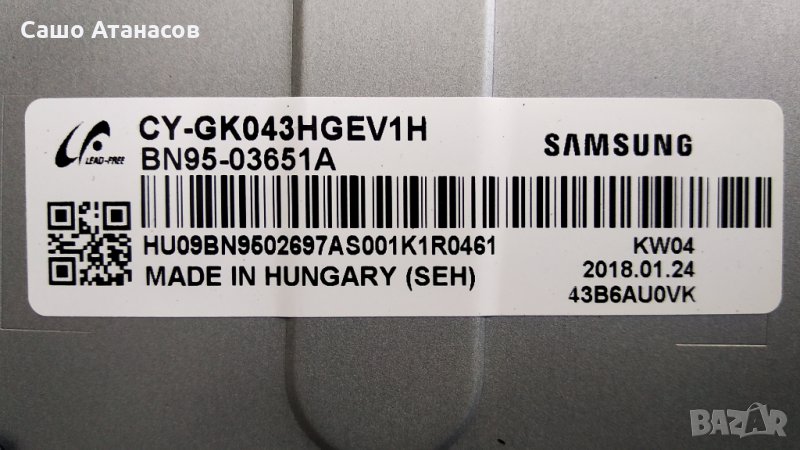 Сашо Атанасов
CY-GK043HGEV1H
BN95-03651A
LEAD-FREE
SAMSUNG
HU09BN9502697AS001K1R0461
KW04
MADE IN HUNGARY (SEH)
2018.01.24
43B6AU0VK
BAZAR